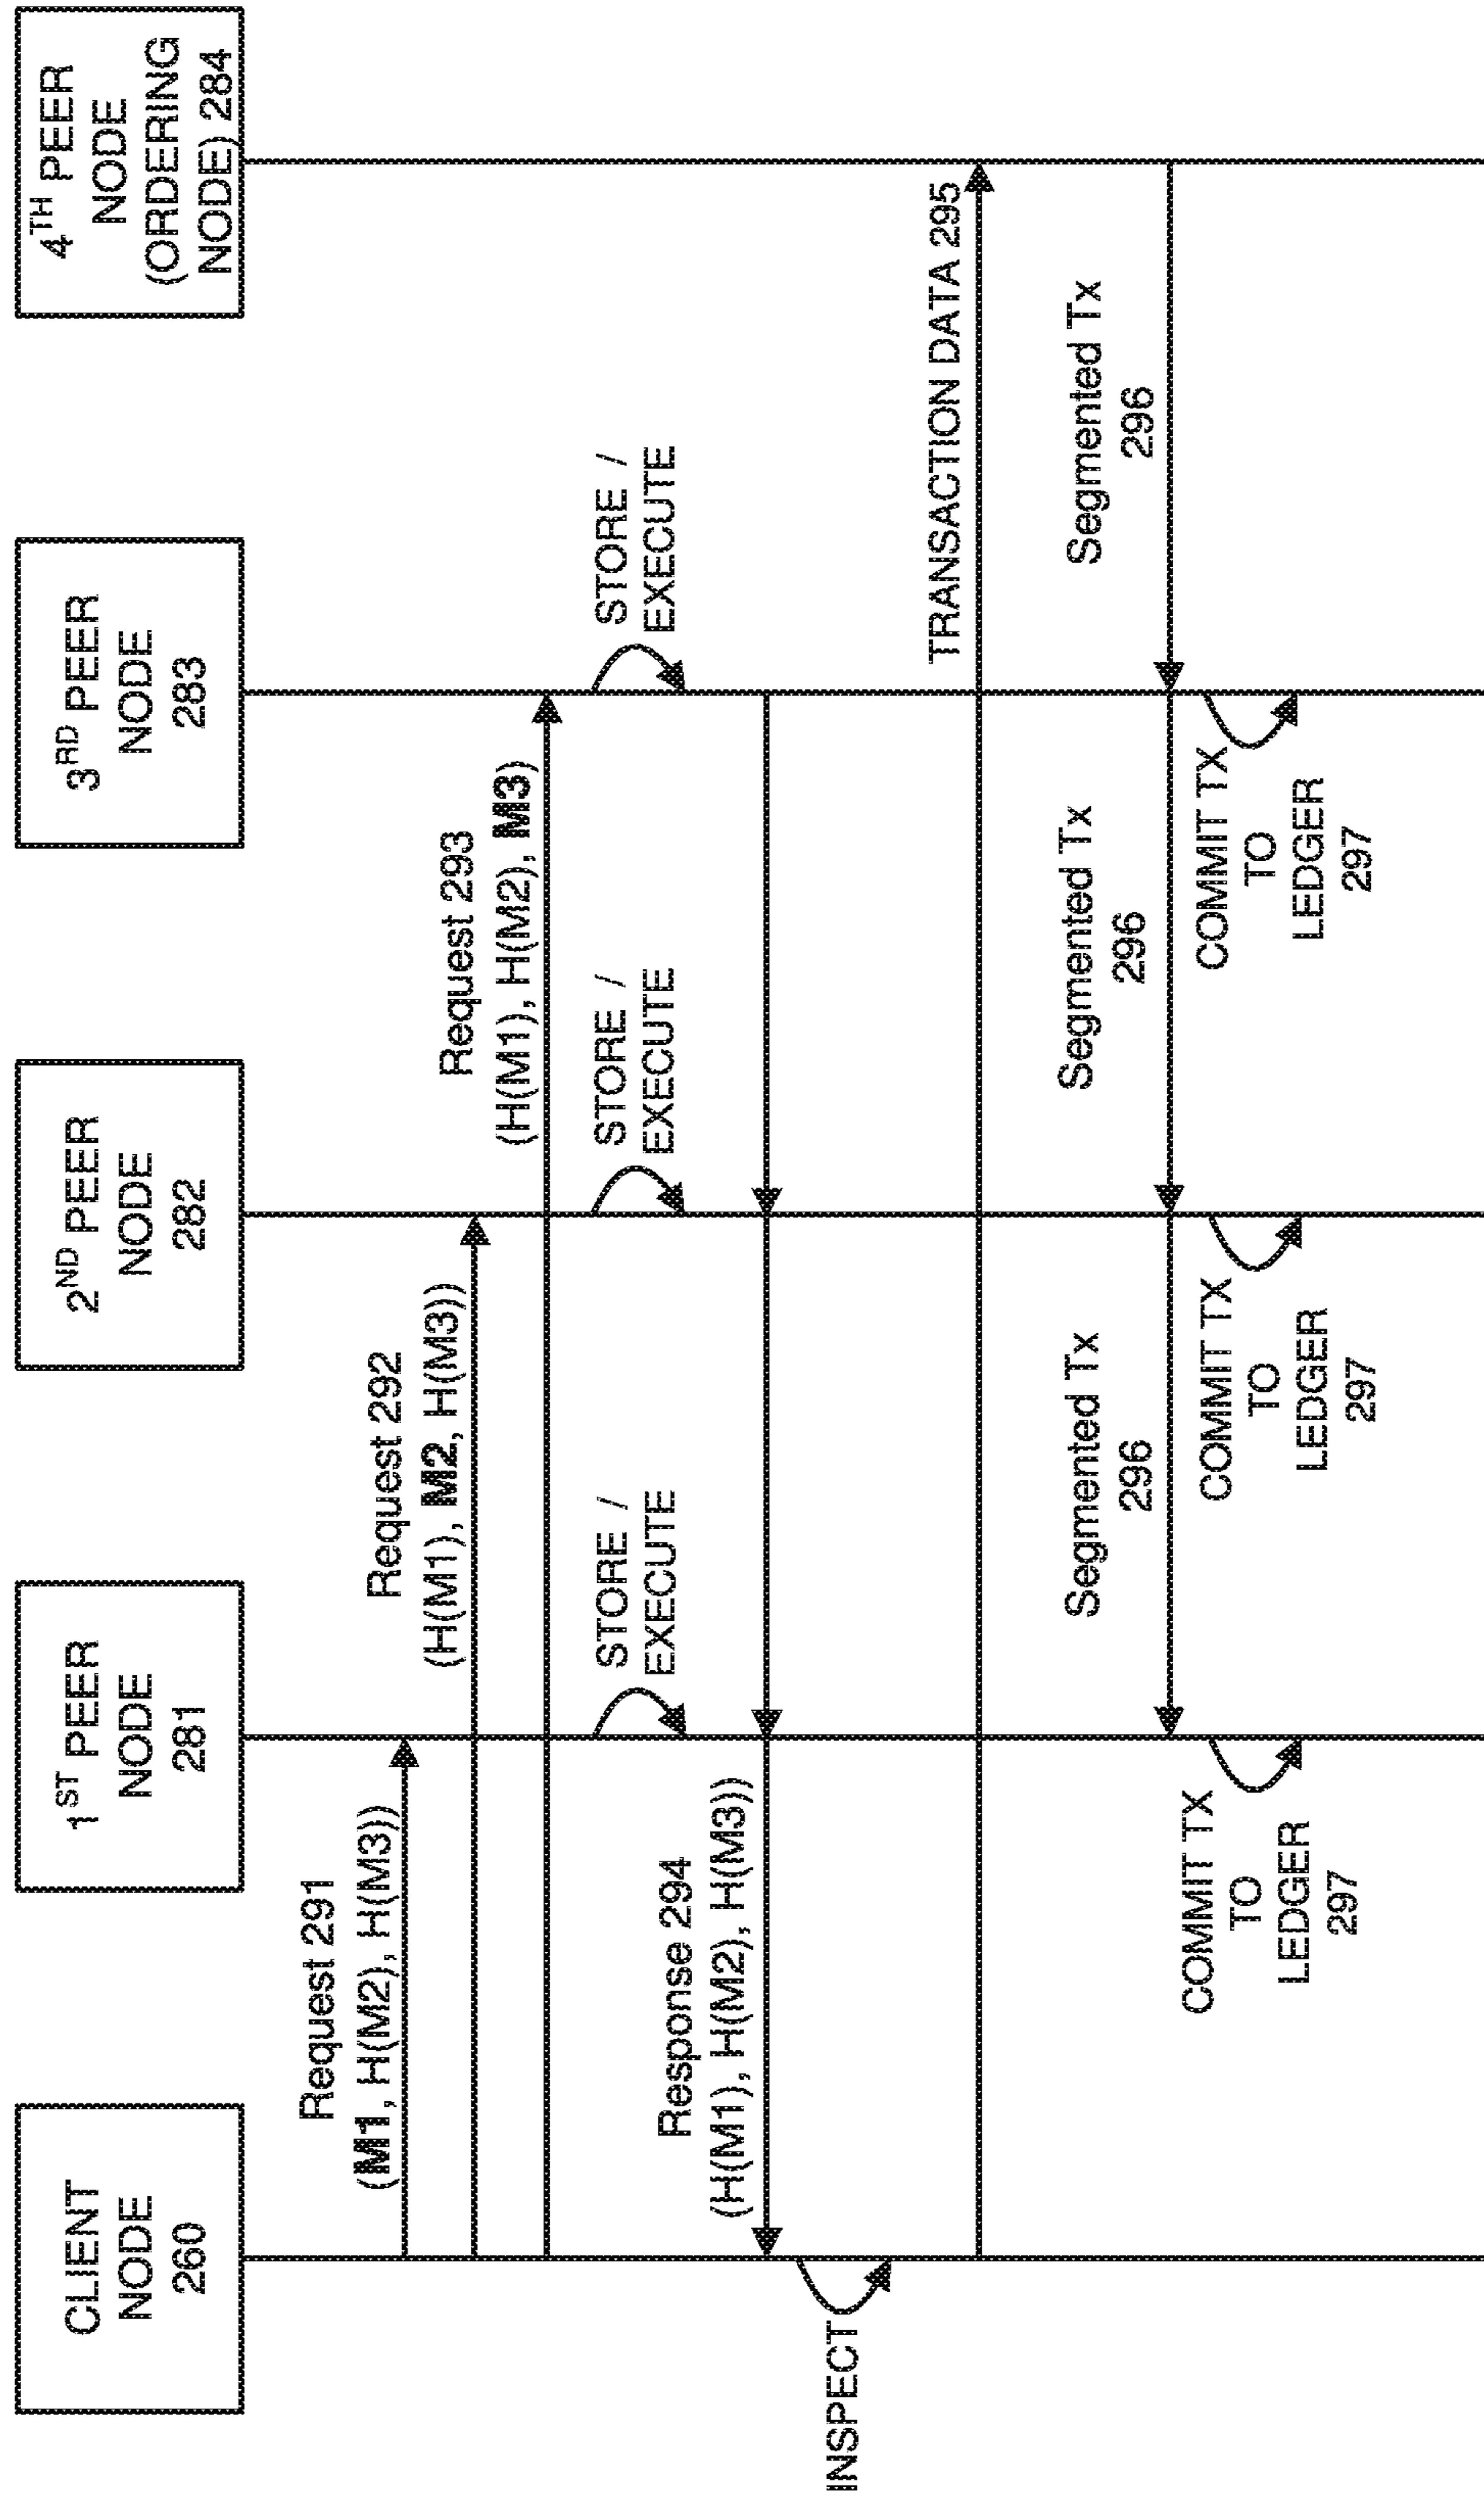 CLIENT
NODE
260
1ST PEER
NODE
281
2ND PEER
NODE
282
3RD PEER
NODE
283
4TH PEER
NODE
(ORDERING
NODE) 284
Request 291
(M1, H(M2), H(M3))
Request 292
(H(M1), M2, H(M3))
Request 293
(H(M1), H(M2), M3)
STORE /
EXECUTE
STORE /
EXECUTE
STORE /
EXECUTE
Response 294
(H(M1), H(M2), H(M3))
INSPECT
TRANSACTION DATA 295
Segmented Tx
296
Segmented Tx
296
Segmented Tx
296
COMMIT TX
TO
LEDGER
297
COMMIT TX
TO
LEDGER
297
COMMIT TX
TO
LEDGER
297